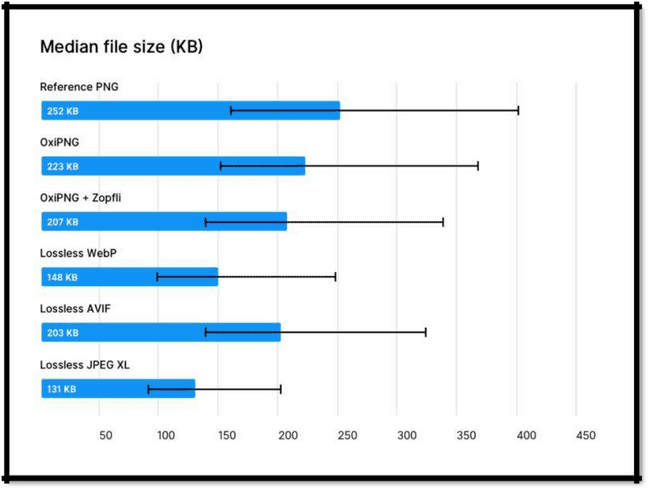 Median file size (KB)
Reference PNG
252 KB
OxiPNG
223 KB
OxiPNG + Zopfli
207 KB
Lossless WebP
148 KB
Lossless AVIF
203 KB
Lossless JPEG XL
131 KB
50 100 150 200 250 300 350 400 450